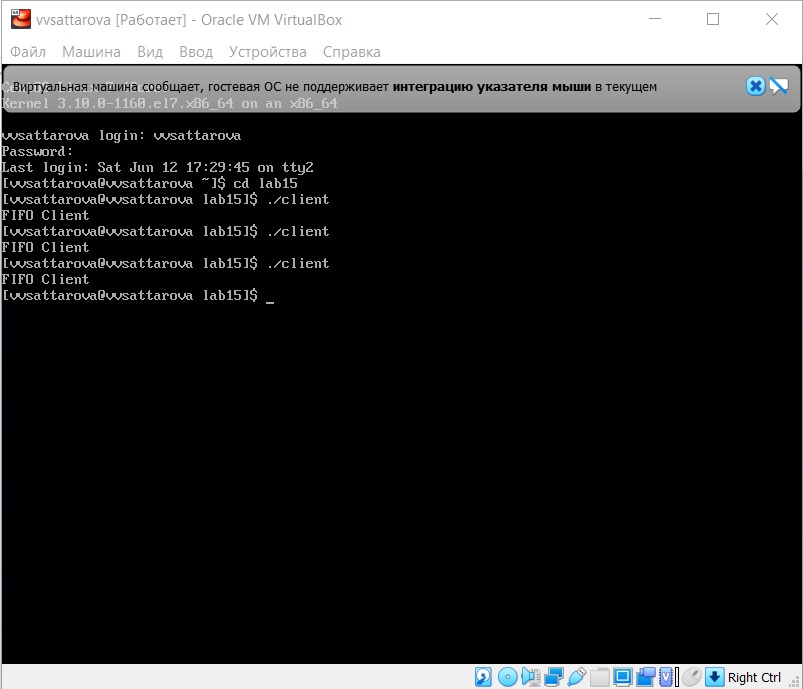 vvsattarova [Работает] - Oracle VM VirtualBox
Файл Машина Вид Ввод Устройства Справка
Виртуальная машина сообщает, гостевая ОС не поддерживает интеграцию указателя мыши в текущем
Kernel 3.10.0-1160.el7.x86_64 on an x86_64
vvsattarova login: vvsattarova
Password:
Last login: Sat Jun 12 17:29:45 on tty2
[vvsattarova@vvsattarova ~]$ cd lab15
[vvsattarova@vvsattarova lab15]$ ./client
FIFO Client
[vvsattarova@vvsattarova lab15]$ ./client
FIFO Client
[vvsattarova@vvsattarova lab15]$ ./client
FIFO Client
[vvsattarova@vvsattarova lab15]$ _
Right Ctrl